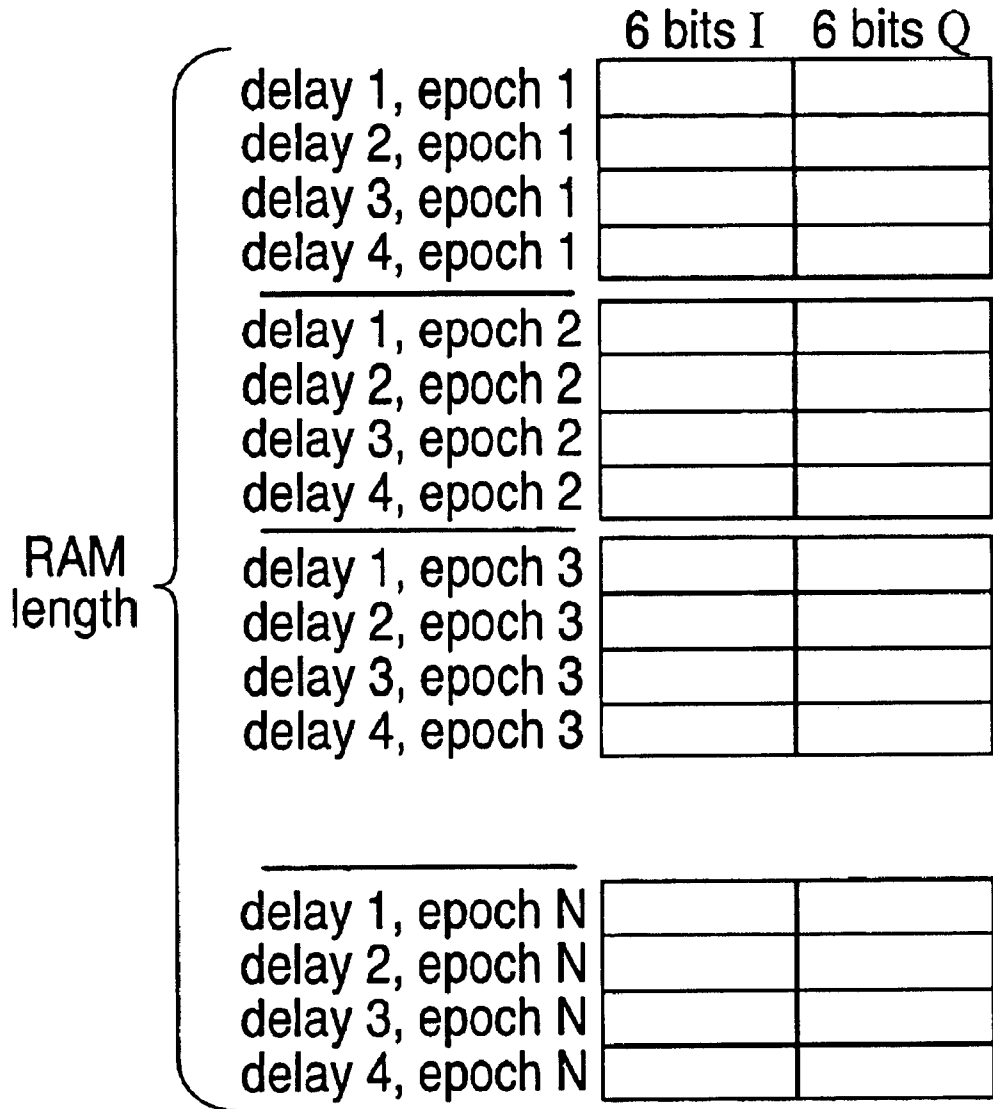 6 bits I 6 bits Q
delay 1, epoch 1
delay 2, epoch 1
delay 3, epoch 1
delay 4, epoch 1
delay 1, epoch 2
delay 2, epoch 2
delay 3, epoch 2
delay 4, epoch 2
RAM
length
delay 1, epoch 3
delay 2, epoch 3
delay 3, epoch 3
delay 4, epoch 3
delay 1, epoch N
delay 2, epoch N
delay 3, epoch N
delay 4, epoch N